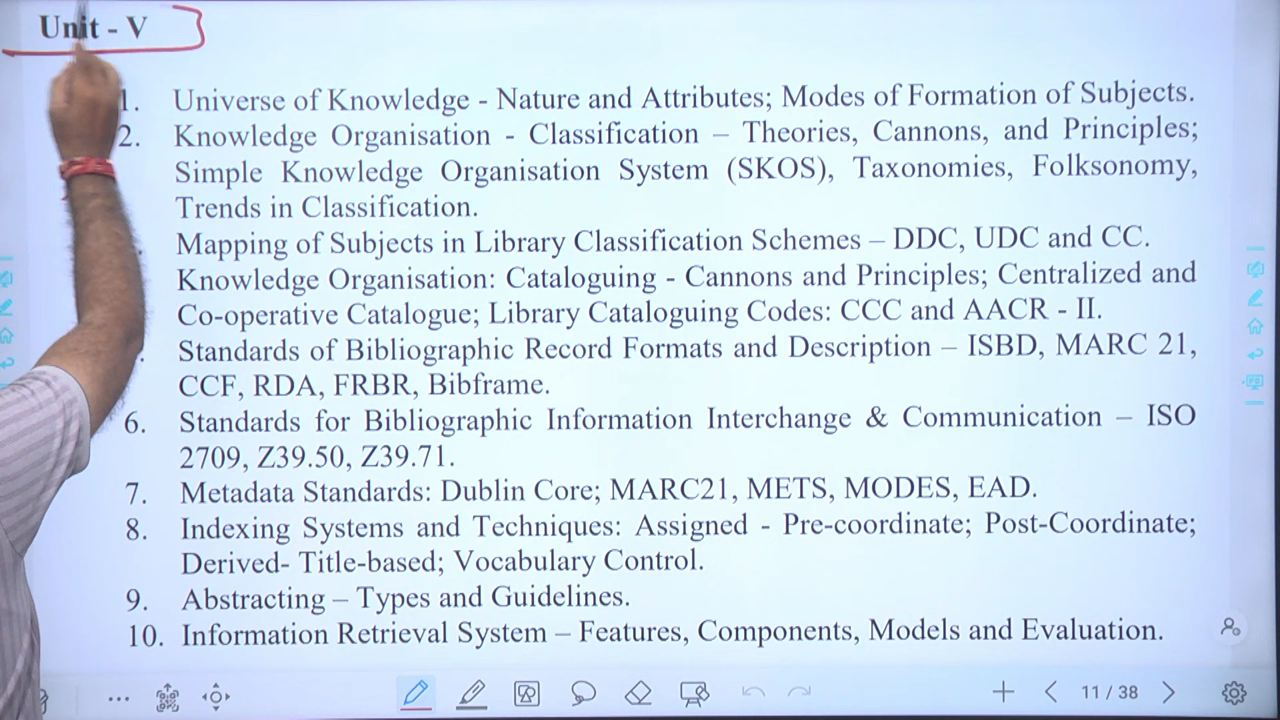 Unit - V
1. Universe of Knowledge - Nature and Attributes; Modes of Formation of Subjects.
2. Knowledge Organisation - Classification – Theories, Cannons, and Principles;
Simple Knowledge Organisation System (SKOS), Taxonomies, Folksonomy,
Trends in Classification.
Mapping of Subjects in Library Classification Schemes – DDC, UDC and CC.
Knowledge Organisation: Cataloguing - Cannons and Principles; Centralized and
Co-operative Catalogue; Library Cataloguing Codes: CCC and AACR - II.
Standards of Bibliographic Record Formats and Description – ISBD, MARC 21,
CCF, RDA, FRBR, Bibframe.
6. Standards for Bibliographic Information Interchange & Communication – ISO
2709, Z39.50, Z39.71.
7. Metadata Standards: Dublin Core; MARC21, METS, MODES, EAD.
8. Indexing Systems and Techniques: Assigned - Pre-coordinate; Post-Coordinate;
Derived- Title-based; Vocabulary Control.
9. Abstracting – Types and Guidelines.
10. Information Retrieval System – Features, Components, Models and Evaluation.
11 / 38